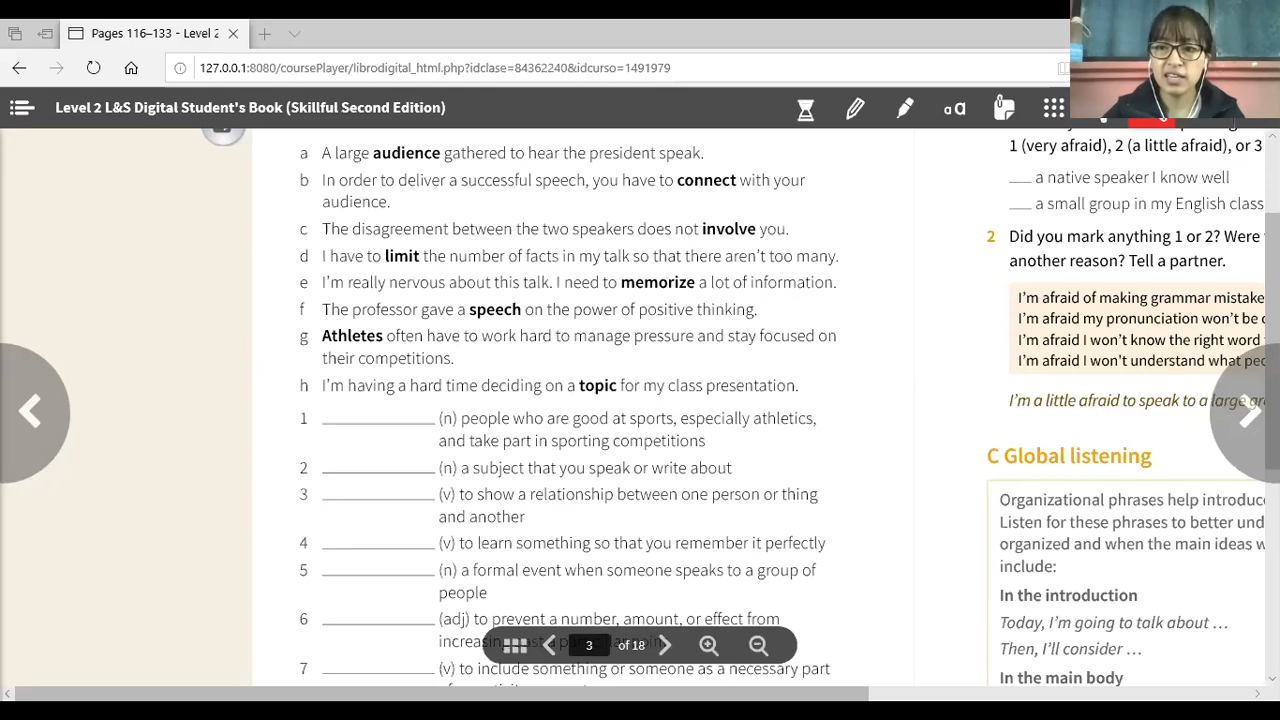 Pages 116–133 - Level 2
127.0.0.1:8080/coursePlayer/librodigital_html.php?idclase=84362240&idcurso=1491979
Level 2 L&S Digital Student's Book (Skillful Second Edition)
aa
a A large audience gathered to hear the president speak.
b In order to deliver a successful speech, you have to connect with your
audience.
c The disagreement between the two speakers does not involve you.
d I have to limit the number of facts in my talk so that there aren’t too many.
e I’m really nervous about this talk. I need to memorize a lot of information.
f The professor gave a speech on the power of positive thinking.
g Athletes often have to work hard to manage pressure and stay focused on
their competitions.
h I’m having a hard time deciding on a topic for my class presentation.
1 ____________ (n) people who are good at sports, especially athletics,
and take part in sporting competitions
2 ____________ (n) a subject that you speak or write about
3 ____________ (v) to show a relationship between one person or thing
and another
4 ____________ (v) to learn something so that you remember it perfectly
5 ____________ (n) a formal event when someone speaks to a group of
people
6 ____________ (adj) to prevent a number, amount, or effect from
7 ____________ (v) to include something or someone as a necessary part
3 of 18
1 (very afraid), 2 (a little afraid), or 3
___ a native speaker I know well
___ a small group in my English class
2 Did you mark anything 1 or 2? Were
another reason? Tell a partner.
I’m afraid of making grammar mistake
I’m afraid my pronunciation won’t be
I’m afraid I won’t know the right word
I’m afraid I won't understand what
I’m a little afraid to speak to a large
C Global listening
Organizational phrases help
Listen for these phrases to better
organized and when the main ideas
include:
In the introduction
Today, I’m going to talk about …
Then, I’ll consider …
In the main body